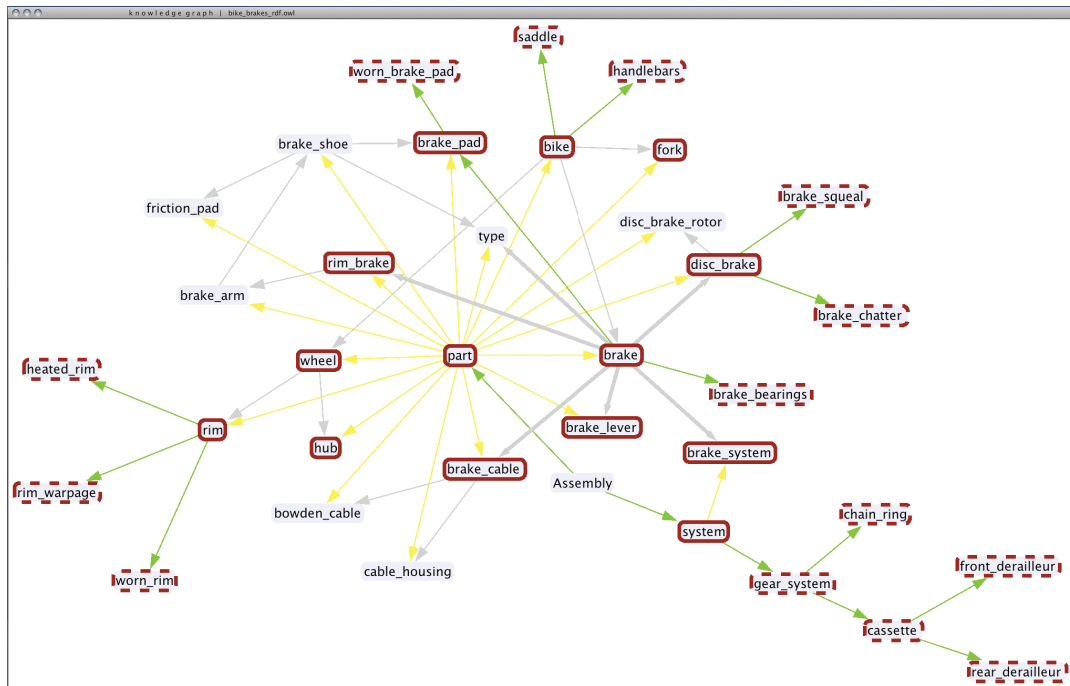 knowledge graph | bike_brakes_rdf.owl
saddle
worn_brake_pad
handlebars
brake_shoe
brake_pad
bike
fork
brake_squeal
friction_pad
disc_brake_rotor
type
rim_brake
disc_brake
brake_arm
brake_chatter
wheel
part
brake
heated_rim
brake_bearings
rim
brake_lever
hub
brake_system
brake_cable
Assembly
rim_warpage
bowden_cable
chain_ring
system
cable_housing
front_derailleur
worn_rim
gear_system
cassette
rear_derailleur